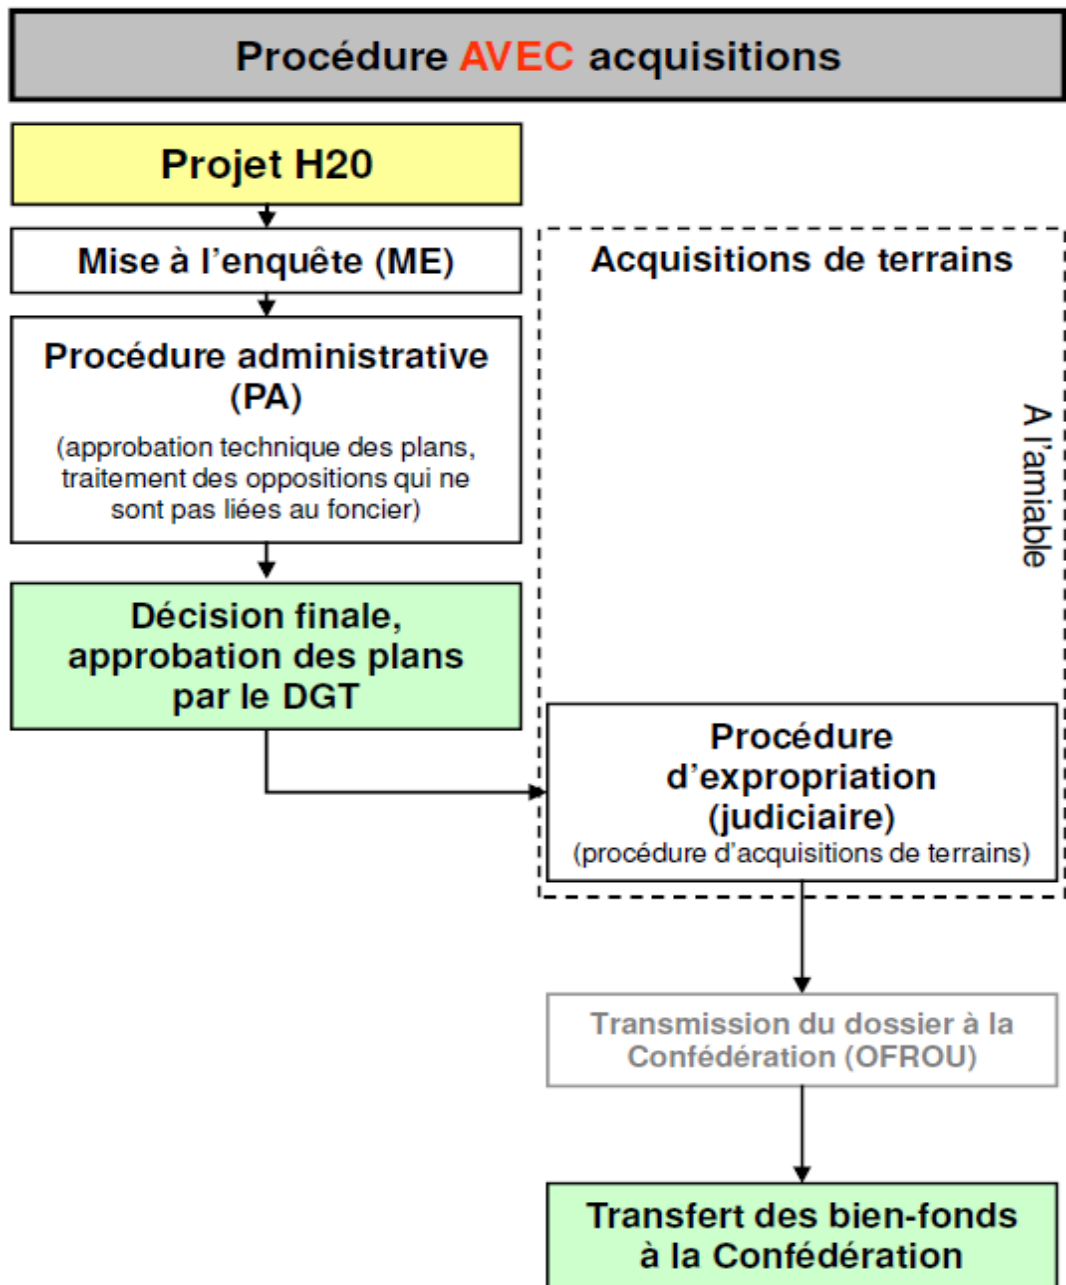 Procédure AVEC acquisitions
Projet H20
Mise à l’enquête (ME)
Procédure administrative
(PA)
(approbation technique des plans,
traitement des oppositions qui ne
sont pas liées au foncier)
Décision finale,
approbation des plans
par le DGT
Acquisitions de terrains
A l’amiable
Procédure
d’expropriation
(judiciaire)
(procédure d’acquisitions de terrains)
Transmission du dossier à la
Confédération (OFROU)
Transfert des bien-fonds
à la Confédération